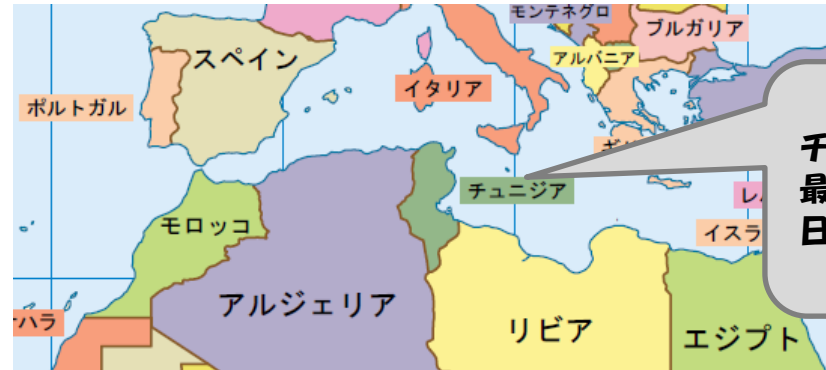 モンテネグロ
ブルガリア
スペイン
アルバニア
イタリア
ポルトガル
チ
最
日
チュニジア
モロッコ
イスラ
アルジェリア
ハラ
リビア
エジプト